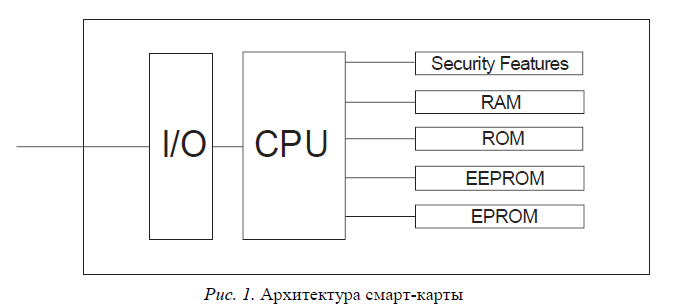 I/O
CPU
Security Features
RAM
ROM
EEPROM
EPROM
Рис. 1. Архитектура смарт-карты